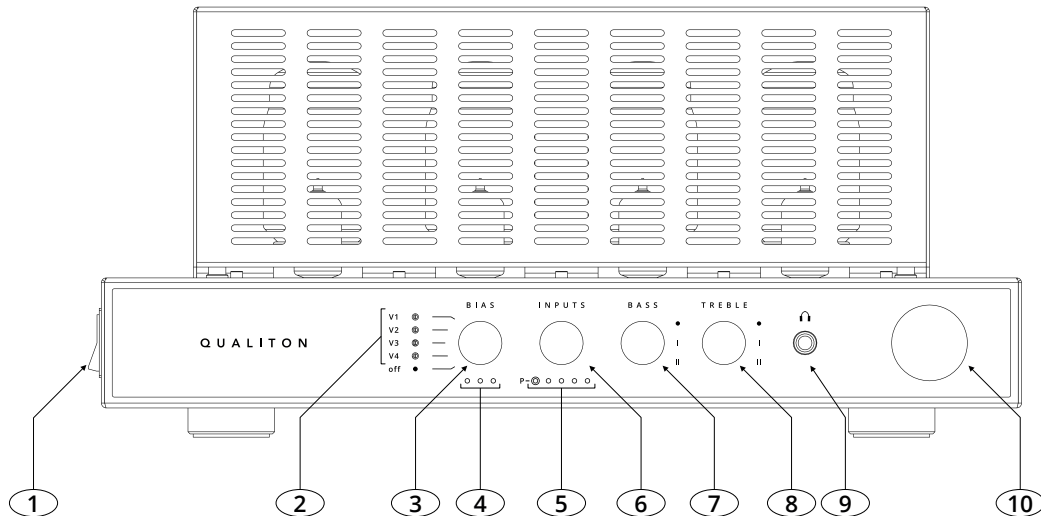 BIAS INPUTS BASS TREBLE
V1
V2
V3
V4
off
QUALITON
I I
II II
P
1 2 3 4 5 6 7 8 9 10